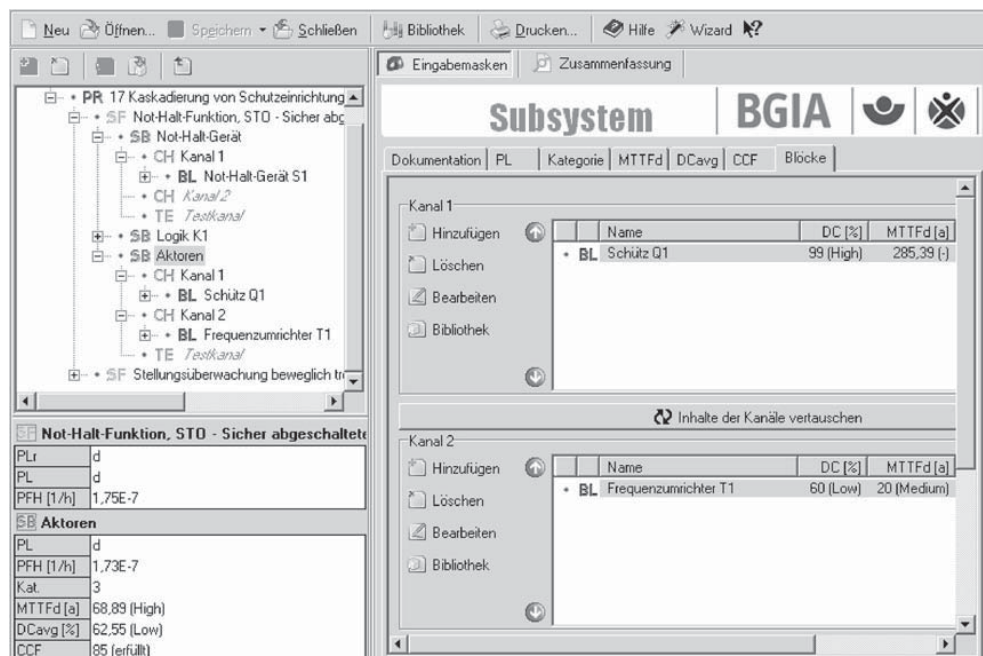 Neu Öffnen... Speichern Schließen Bibliothek Drucken... Hilfe Wizard
Eingabemasken Zusammenfassung
PR 17 Kaskadierung von Schutzeinrichtung
SF Not-Halt-Funktion, STO - Sicher abg
SB Not-Halt-Gerät
CH Kanal 1
BL Not-Halt-Gerät S1
CH Kanal 2
TE Testkanal
SB Logik K1
SB Aktoren
CH Kanal 1
BL Schütz Q1
CH Kanal 2
BL Frequenzumrichter T1
TE Testkanal
SF Stellungsüberwachung beweglich tr
SF Not-Halt-Funktion, STO - Sicher abgeschaltete
PLr d
PL d
PFH [1/h] 1,75E-7
SB Aktoren
PL d
PFH [1/h] 1,73E-7
Kat. 3
MTTFd [a] 68,89 (High)
DCavg [%] 62,55 (Low)
CCF 85 (erfüllt)
Subsystem BGIA
Dokumentation PL Kategorie MTTFd DCavg CCF Blöcke
Kanal 1
Hinzufügen
Löschen
Bearbeiten
Bibliothek
Name DC [%] MTTFd [a]
BL Schütz Q1 99 (High) 285,39 (-)
Inhalte der Kanäle vertauschen
Kanal 2
Hinzufügen
Löschen
Bearbeiten
Bibliothek
Name DC [%] MTTFd [a]
BL Frequenzumrichter T1 60 (Low) 20 (Medium)